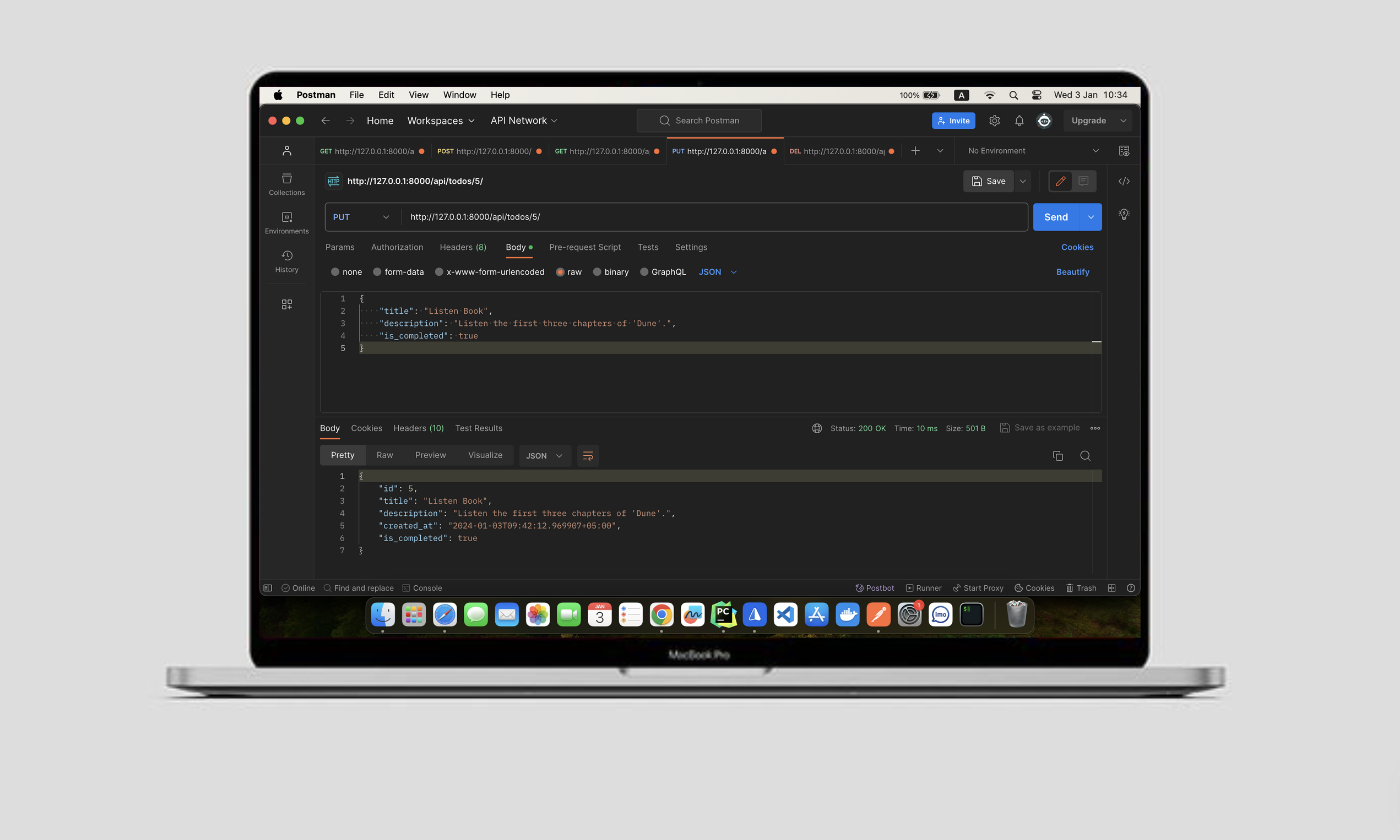 Postman File Edit View Window Help 100% A Wed 3 Jan 10:34
Home Workspaces API Network Search Postman Invite Upgrade
GET http://127.0.0.1:8000/a POST http://127.0.0.1:8000/ GET http://127.0.0.1:8000/a PUT http://127.0.0.1:8000/a DEL http://127.0.0.1:8000/a No Environment
HTTP http://127.0.0.1:8000/api/todos/5/ Save
Collections
Environments
History
PUT http://127.0.0.1:8000/api/todos/5/ Send
Params Authorization Headers (8) Body Pre-request Script Tests Settings Cookies
none form-data x-www-form-urlencoded raw binary GraphQL JSON Beautify
1 {
2 ····"title":·"Listen·Book",
3 ····"description":·"Listen·the·first·three·chapters·of·'Dune'.",
4 ····"is_completed":·true
5 }
Body Cookies Headers (10) Test Results Status: 200 OK Time: 10 ms Size: 501 B Save as example
Pretty Raw Preview Visualize JSON
1 {
2 "id": 5,
3 "title": "Listen Book",
4 "description": "Listen the first three chapters of 'Dune'.",
5 "created_at": "2024-01-03T09:42:12.969907+05:00",
6 "is_completed": true
7 }
Online Find and replace Console Postbot Runner Start Proxy Cookies Trash
JAN
3
PC
1
imo
$
MacBook Pro